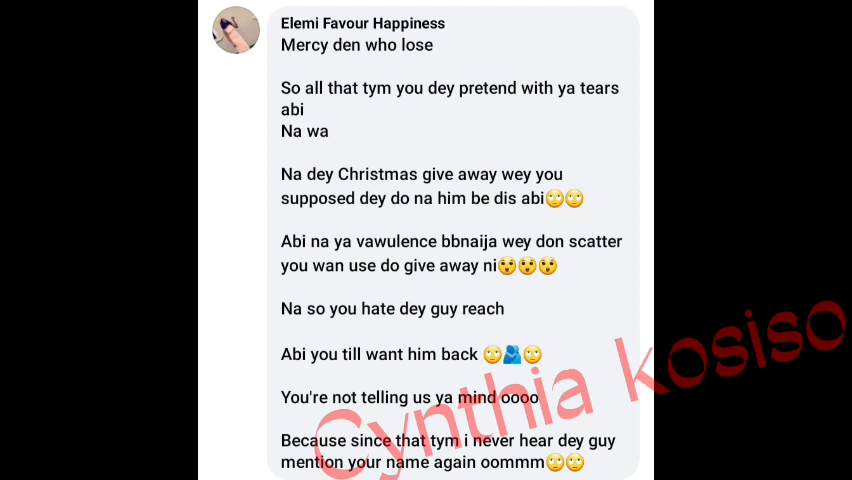 Elemi Favour Happiness
Mercy den who lose
So all that tym you dey pretend with ya tears
abi
Na wa
Na dey Christmas give away wey you
supposed dey do na him be dis abi🙄🙄
Abi na ya vawulence bbnaija wey don scatter
you wan use do give away ni😲😲😲
Na so you hate dey guy reach
Abi you till want him back 🙄🫂🙄
You're not telling us ya mind oooo
Because since that tym i never hear dey guy
mention your name again oommm🙄🙄
Cynthia kosiso